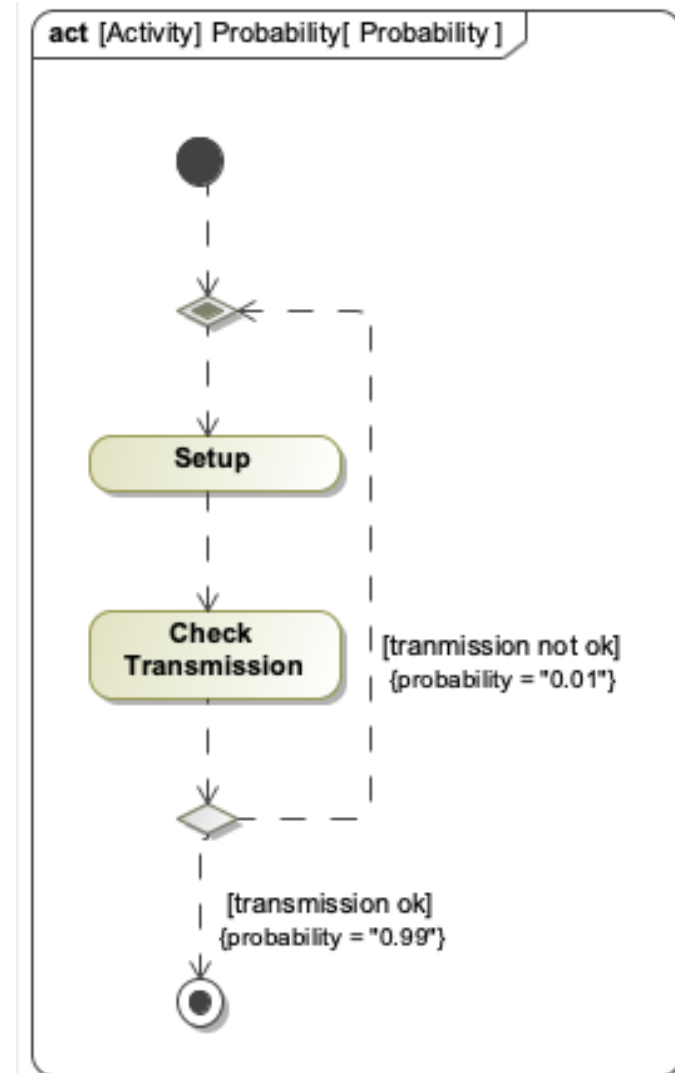 act [Activity] Probability[ Probability ]
Setup
Check
Transmission
[tranmission not ok]
{probability = "0.01"}
[transmission ok]
{probability = "0.99"}